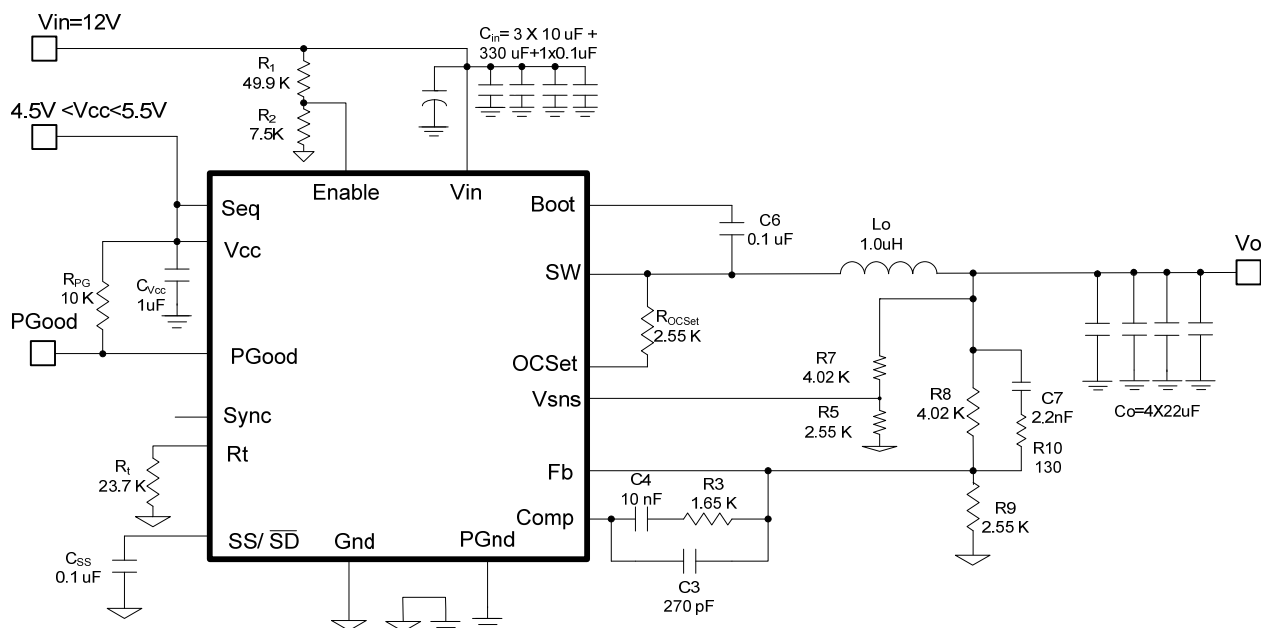 Vin=12V
Cin= 3 X 10 uF +
330 uF+1x0.1uF
R1
49.9 K
4.5V <Vcc<5.5V
R2
7.5K
Enable
Vin
Boot
Seq
C6
0.1 uF
Lo
1.0uH
Vo
Vcc
SW
RPG
10 K
CVcc
1uF
ROCSet
2.55 K
PGood
PGood
OCSet
R7
4.02 K
Vsns
R8
4.02 K
C7
2.2nF
Co=4X22uF
Sync
R5
2.55 K
R10
130
Rt
Rt
23.7 K
Fb
C4
10 nF
R3
1.65 K
R9
2.55 K
Comp
SS/ SD
Gnd
PGnd
CSS
0.1 uF
C3
270 pF